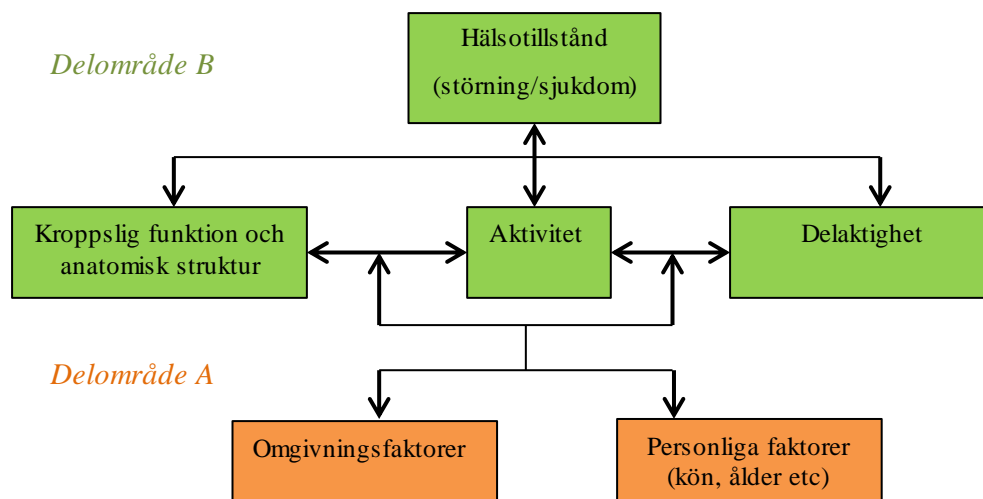 Delområde B
Hälsotillstånd
(störning/sjukdom)
Kroppslig funktion och
anatomisk struktur
Aktivitet
Delaktighet
Delområde A
Omgivningsfaktorer
Personliga faktorer
(kön, ålder etc)